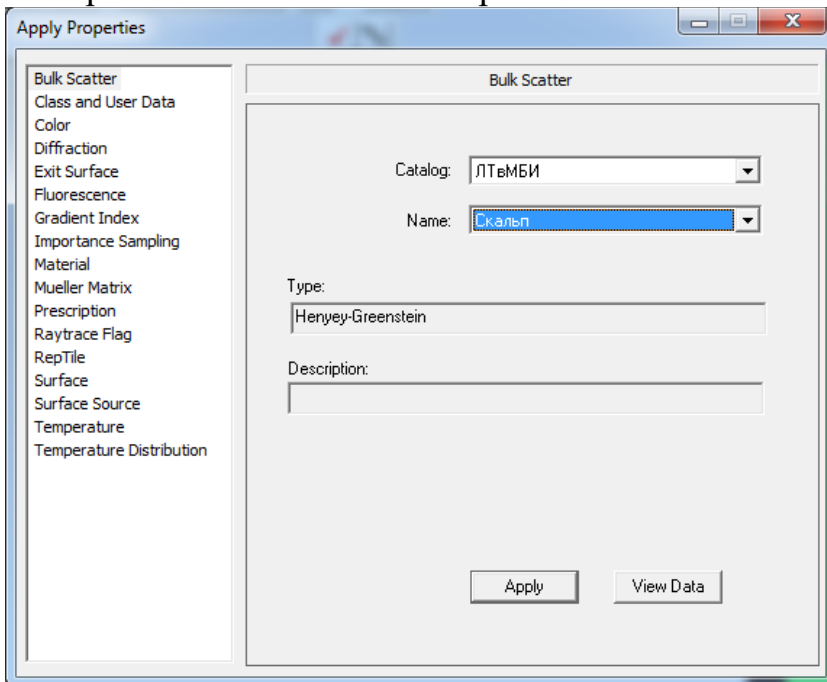 Apply Properties
Bulk Scatter
Class and User Data
Color
Diffraction
Exit Surface
Fluorescence
Gradient Index
Importance Sampling
Material
Mueller Matrix
Prescription
Raytrace Flag
RepTile
Surface
Surface Source
Temperature
Temperature Distribution
Bulk Scatter
Catalog: ЛТвМБИ
Name: Скальп
Type:
Henyey-Greenstein
Description:
Apply View Data